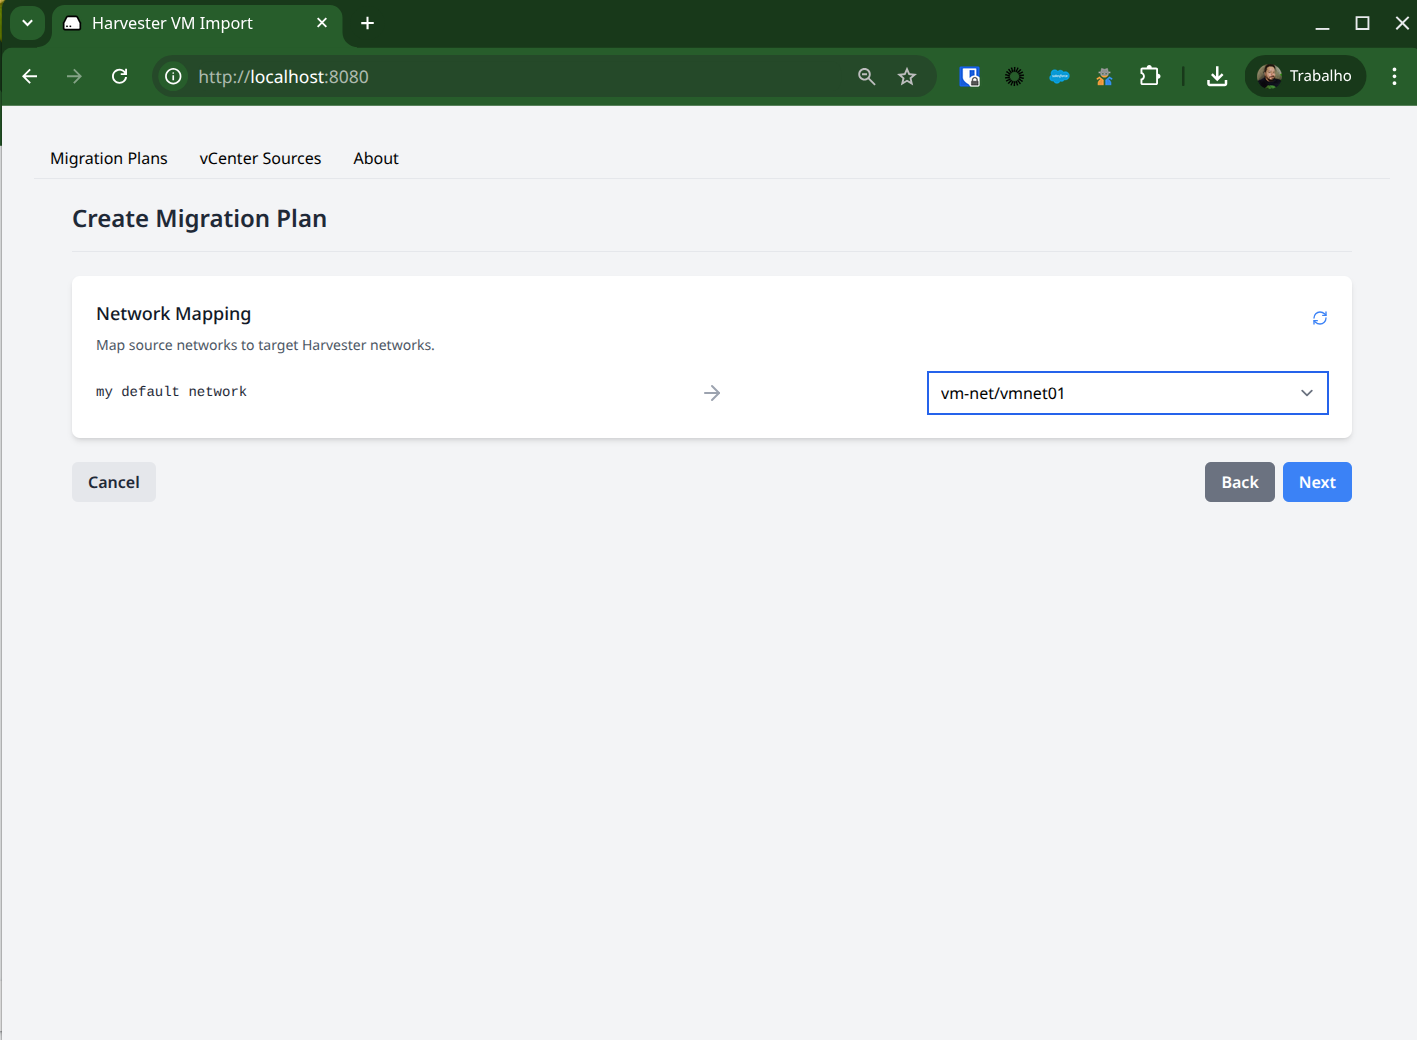 Harvester VM Import
http://localhost:8080
Trabalho
Migration Plans vCenter Sources About
Create Migration Plan
Network Mapping
Map source networks to target Harvester networks.
my default network
vm-net/vmnet01
Cancel
Back
Next